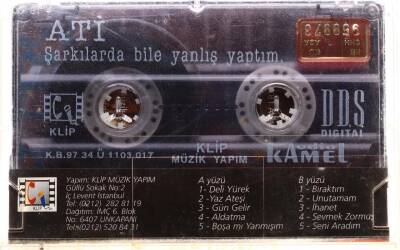 ATİ
Şarkılarda bile yanlış yaptım.
KLİP
DDS
DIGITAL
KLİP
MÜZİK YAPIM
audio
KAMEL
K.B.97 34 Ü 1103.017
Yapım: KLİP MÜZİK YAPIM
Güllü Sokak No:2
İç Levent İstanbul
Tel: (0212) 282 81 19
Dağıtım: İMÇ 6. Blok
No: 6407 UNKAPANI
Tel:(0212) 520 84 31
KLİP
A yüzü
1- Deli Yürek
2- Yaz Ateşi
3- Gün Gelir
4- Aldatma
5- Boşa mı Yanmışım
B yüzü
1- Bıraktım
2- Unutamam
3- İhanet
4- Sevmek Zormuş
5- Seni Aradım